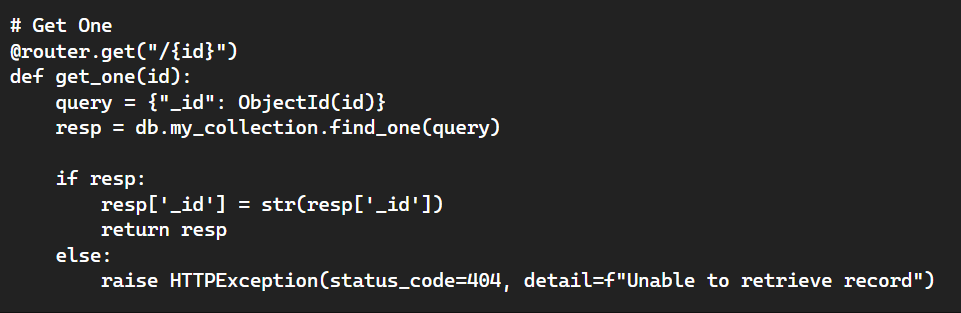 # Get One
@router.get("/{id}")
def get_one(id):
    query = {"_id": ObjectId(id)}
    resp = db.my_collection.find_one(query)

    if resp:
        resp['_id'] = str(resp['_id'])
        return resp
    else:
        raise HTTPException(status_code=404, detail=f"Unable to retrieve record")